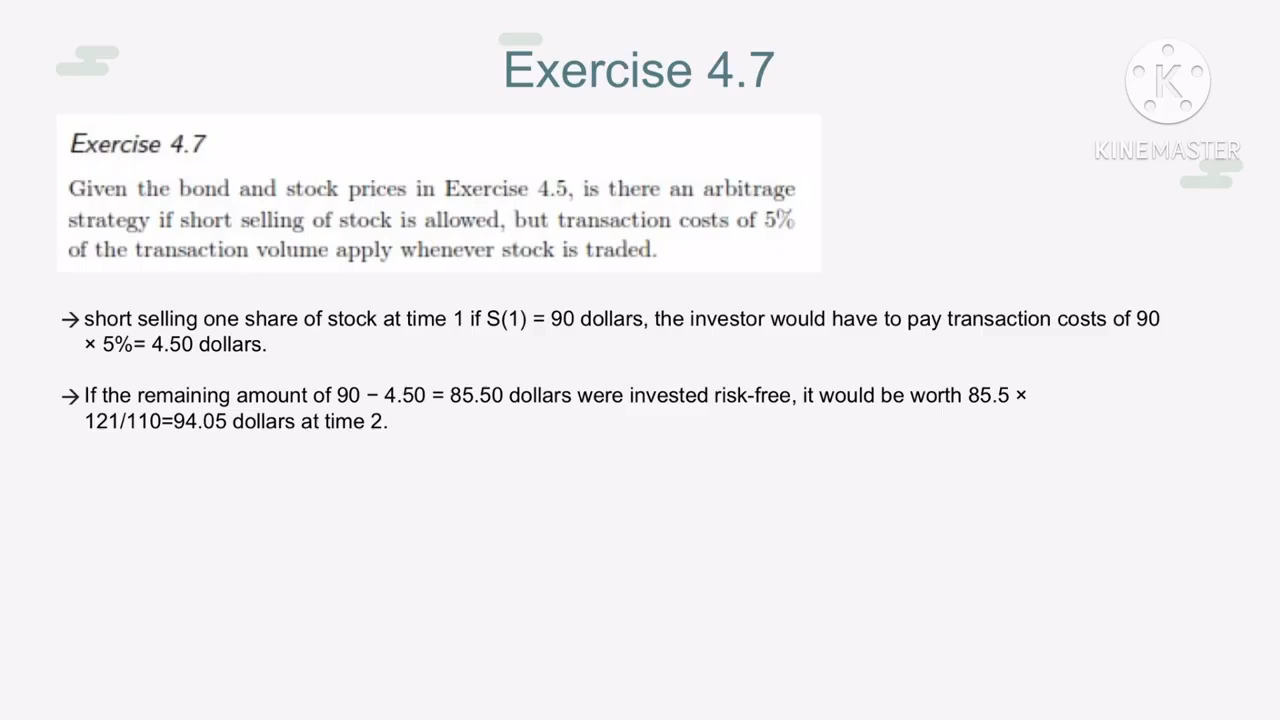 Exercise 4.7
K
KINEMASTER
Exercise 4.7
Given the bond and stock prices in Exercise 4.5, is there an arbitrage
strategy if short selling of stock is allowed, but transaction costs of 5%
of the transaction volume apply whenever stock is traded.
→ short selling one share of stock at time 1 if S(1) = 90 dollars, the investor would have to pay transaction costs of 90
× 5%= 4.50 dollars.
→ If the remaining amount of 90 − 4.50 = 85.50 dollars were invested risk-free, it would be worth 85.5 ×
121/110=94.05 dollars at time 2.